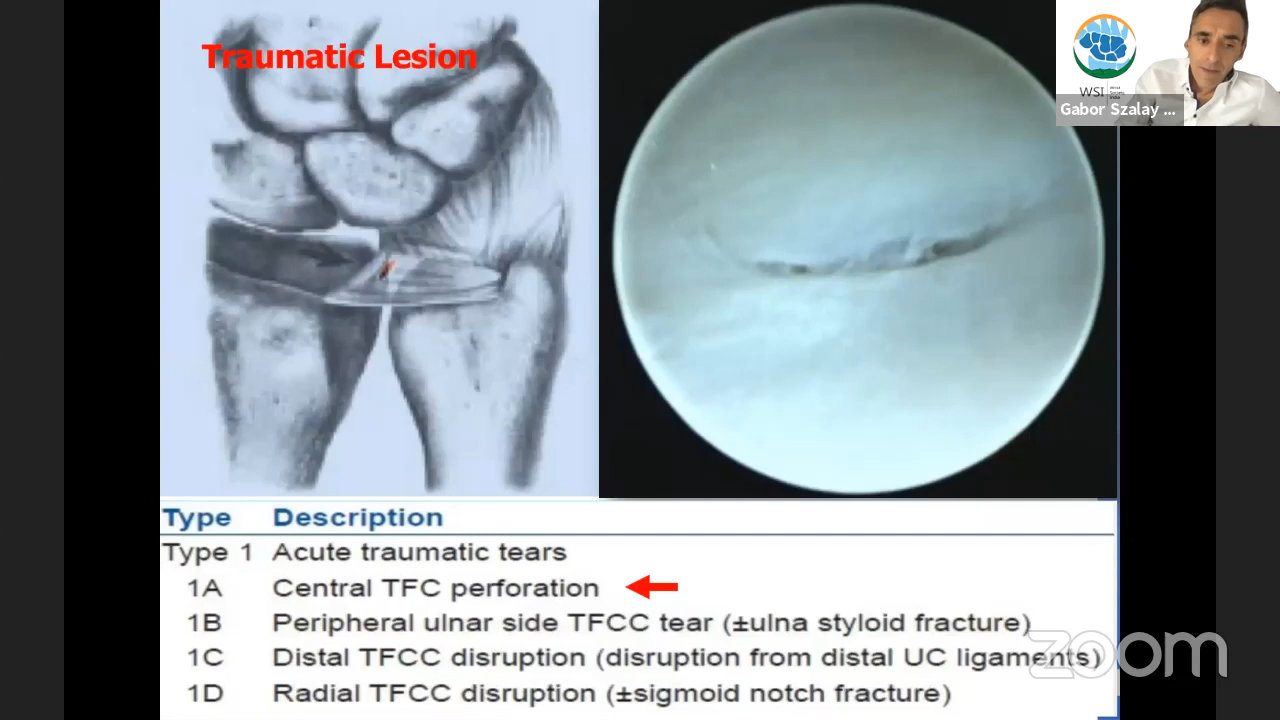 Traumatic Lesion
WSI
Gabor Szalay ...
Type Description
Type 1 Acute traumatic tears
1A Central TFC perforation
1B Peripheral ulnar side TFCC tear (±ulna styloid fracture)
1C Distal TFCC disruption (disruption from distal UC ligaments)
1D Radial TFCC disruption (±sigmoid notch fracture)
zoom